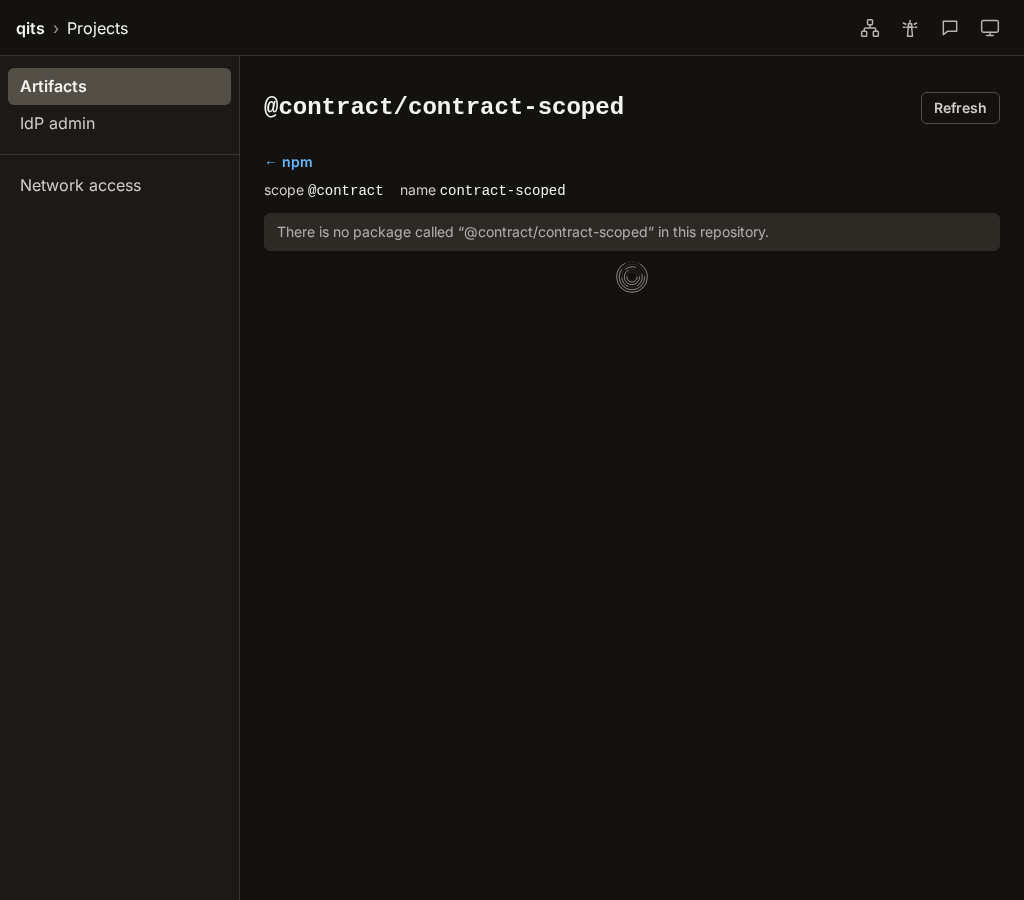 qits › Projects
Artifacts
IdP admin
Network access
@contract/contract-scoped
Refresh
← npm
scope @contract name contract-scoped
There is no package called “@contract/contract-scoped” in this repository.